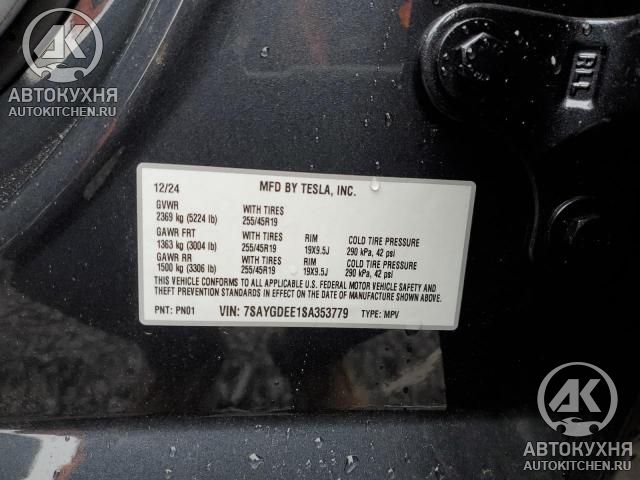 АК
АВТОКУХНЯ
AUTOKITCHEN.RU
RL1
12/24 MFD BY TESLA, INC.
GVWR
2369 kg (5224 lb) WITH TIRES 255/45R19
GAWR FRT
1363 kg (3004 lb) WITH TIRES 255/45R19 RIM 19X9.5J COLD TIRE PRESSURE 290 kPa, 42 psi
GAWR RR
1500 kg (3306 lb) WITH TIRES 255/45R19 RIM 19X9.5J COLD TIRE PRESSURE 290 kPa, 42 psi
THIS VEHICLE CONFORMS TO ALL APPLICABLE U.S. FEDERAL MOTOR VEHICLE SAFETY AND
THEFT PREVENTION STANDARDS IN EFFECT ON THE DATE OF MANUFACTURE SHOWN ABOVE.
PNT: PN01 VIN: 7SAYGDEE1SA353779 TYPE: MPV
АК
АВТОКУХНЯ
AUTOKITCHEN.RU